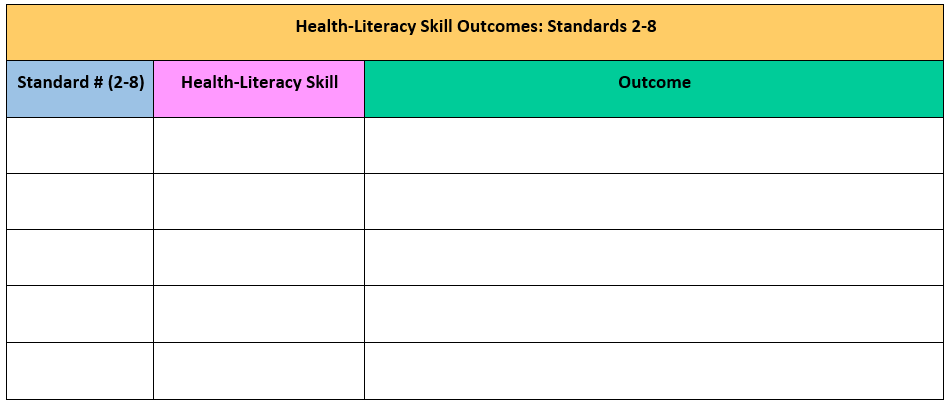 Health-Literacy Skill Outcomes: Standards 2-8
Standard # (2-8)
Health-Literacy Skill
Outcome